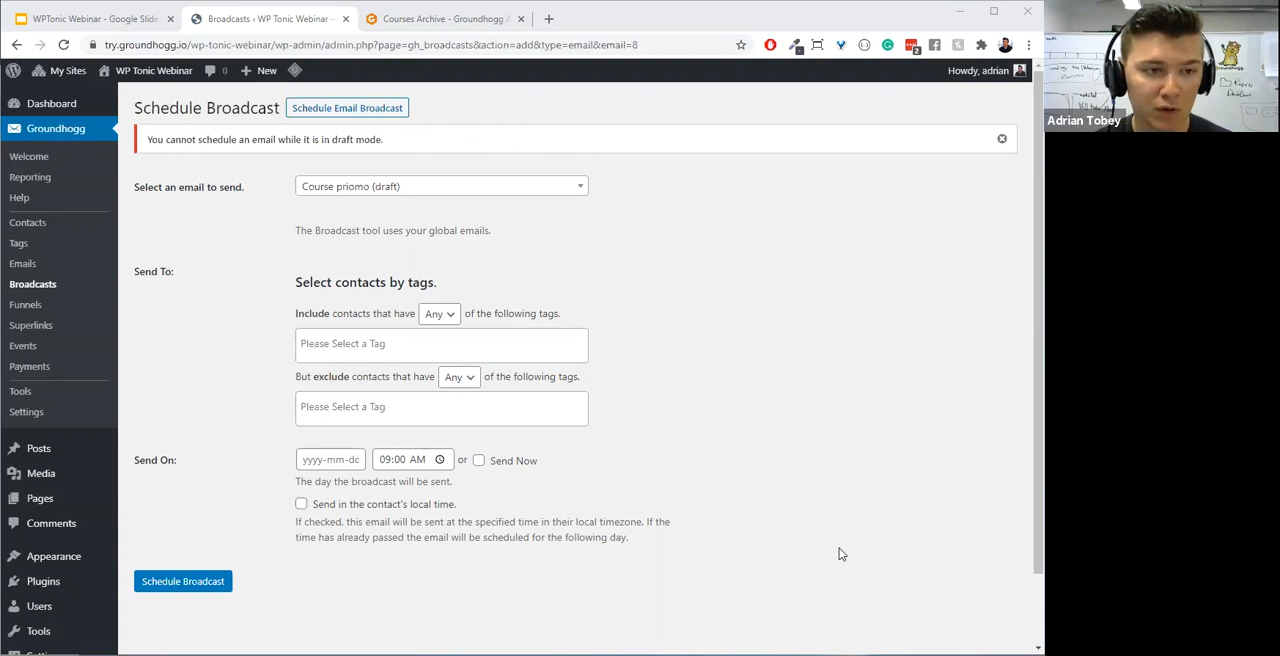 WPTonic Webinar - Google Slide
Broadcasts ‹ WP Tonic Webinar –
Courses Archive - Groundhogg A
try.groundhogg.io/wp-tonic-webinar/wp-admin/admin.php?page=gh_broadcasts&action=add&type=email&email=8
2
My Sites
WP Tonic Webinar
0
New
Howdy, adrian
Dashboard
Groundhogg
Welcome
Reporting
Help
Contacts
Tags
Emails
Broadcasts
Funnels
Superlinks
Events
Payments
Tools
Settings
Posts
Media
Pages
Comments
Appearance
Plugins
Users
Tools
Schedule Broadcast
Schedule Email Broadcast
You cannot schedule an email while it is in draft mode.
Select an email to send.
Course priomo (draft)
The Broadcast tool uses your global emails.
Send To:
Select contacts by tags.
Include contacts that have Any of the following tags.
Please Select a Tag
But exclude contacts that have Any of the following tags.
Please Select a Tag
Send On:
yyyy-mm-dd 09:00 AM or Send Now
The day the broadcast will be sent.
Send in the contact's local time.
If checked, this email will be sent at the specified time in their local timezone. If the
time has already passed the email will be scheduled for the following day.
Schedule Broadcast
Adrian Tobey